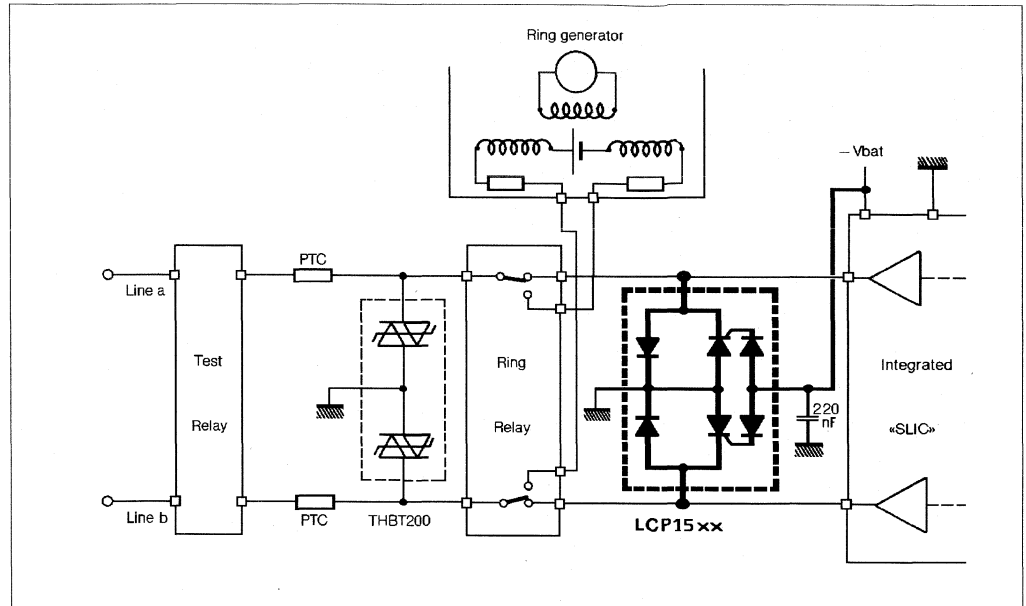 Ring generator
– Vbat
PTC
Line a
Test
Relay
Ring
Relay
Integrated
«SLIC»
220
nF
Line b
PTC
THBT200
LCP15xx